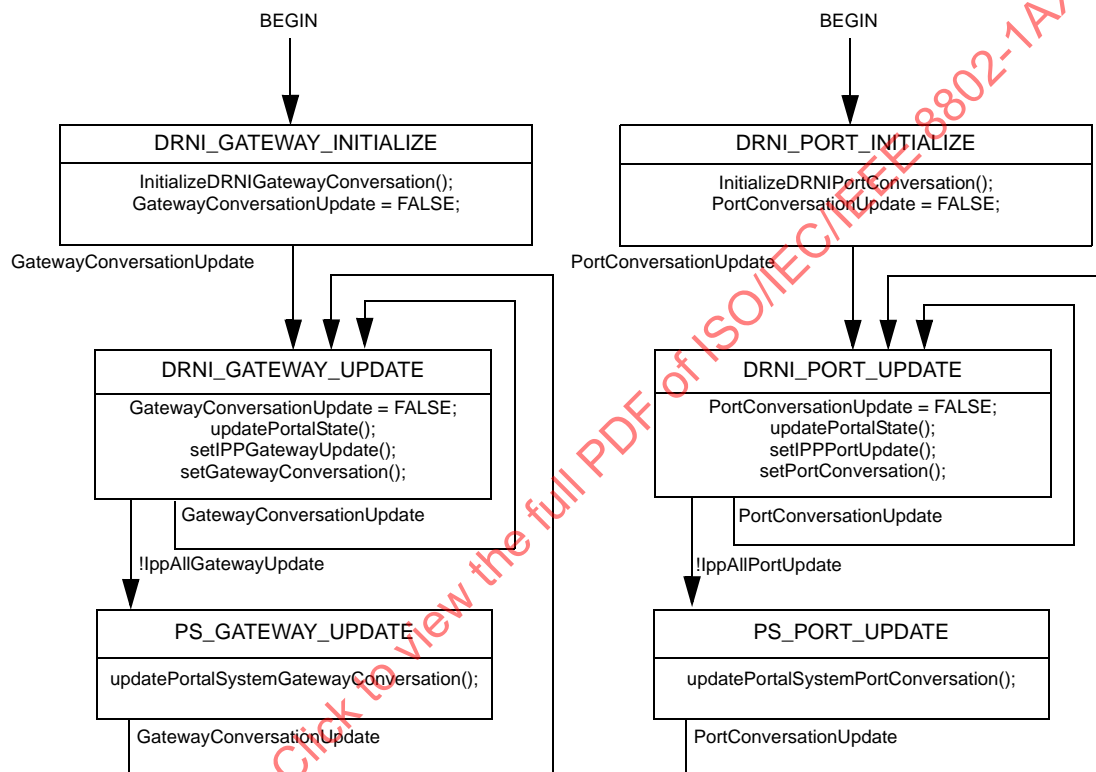 BEGIN
DRNI_GATEWAY_INITIALIZE
InitializeDRNIGatewayConversation();
GatewayConversationUpdate = FALSE;
GatewayConversationUpdate
DRNI_GATEWAY_UPDATE
GatewayConversationUpdate = FALSE;
updatePortalState();
setIPPGatewayUpdate();
setGatewayConversation();
GatewayConversationUpdate
!IppAllGatewayUpdate
PS_GATEWAY_UPDATE
updatePortalSystemGatewayConversation();
GatewayConversationUpdate
BEGIN
DRNI_PORT_INITIALIZE
InitializeDRNIPortConversation();
PortConversationUpdate = FALSE;
PortConversationUpdate
DRNI_PORT_UPDATE
PortConversationUpdate = FALSE;
updatePortalState();
setIPPPortUpdate();
setPortConversation();
PortConversationUpdate
!IppAllPortUpdate
PS_PORT_UPDATE
updatePortalSystemPortConversation();
PortConversationUpdate
Click to view the full PDF of ISO/IEC/IEEE 8802-1A